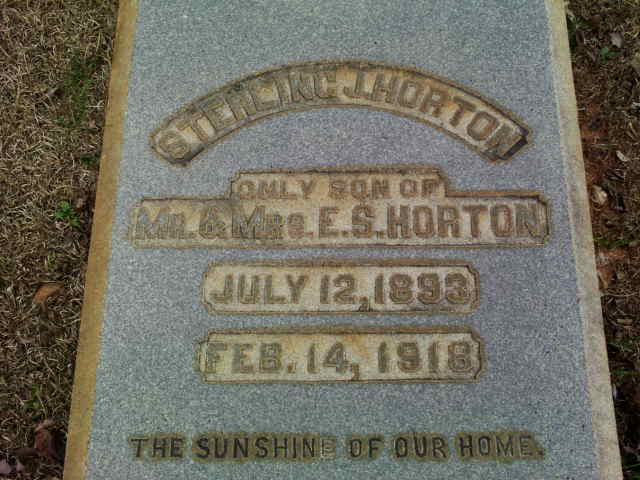 STERLING J. HORTON
ONLY SON OF
MR. & MRS. E.S. HORTON
JULY 12, 1893
FEB. 14, 1918
THE SUNSHINE OF OUR HOME.